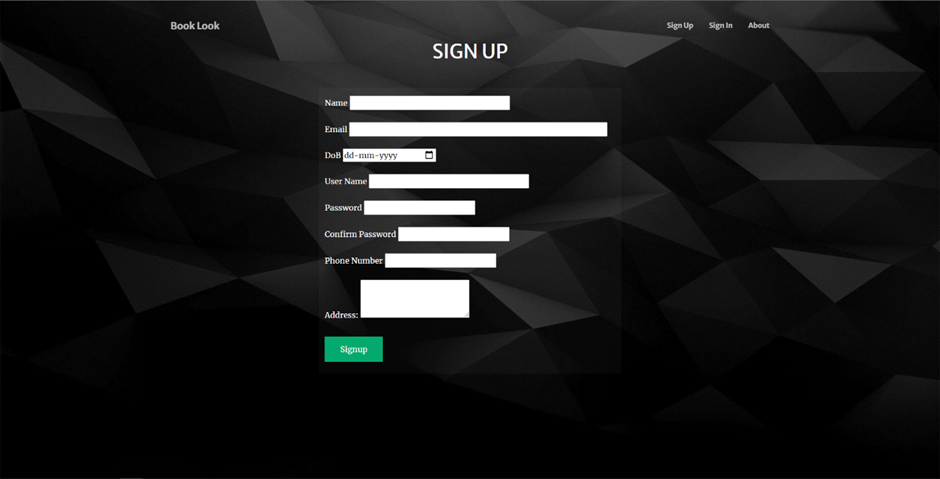 Book Look
Sign Up Sign In About
SIGN UP
Name
Email
DoB dd-mm-yyyy
User Name
Password
Confirm Password
Phone Number
Address:
Signup